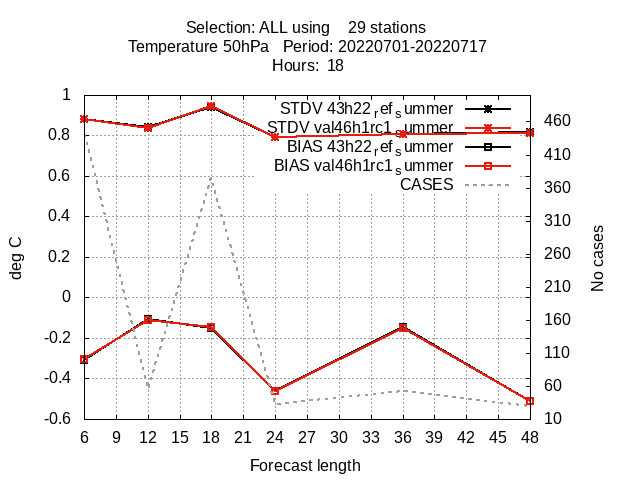 Selection: ALL using    29 stations
Temperature 50hPa   Period: 20220701-20220717
Hours:  18
STDV 43h22_ref_summer
STDV val46h1rc1_summer
BIAS 43h22_ref_summer
BIAS val46h1rc1_summer
CASES
1
0.8
0.6
0.4
0.2
0
-0.2
-0.4
-0.6
deg C
460
410
360
310
260
210
160
110
60
10
No cases
6 9 12 15 18 21 24 27 30 33 36 39 42 45 48
Forecast length